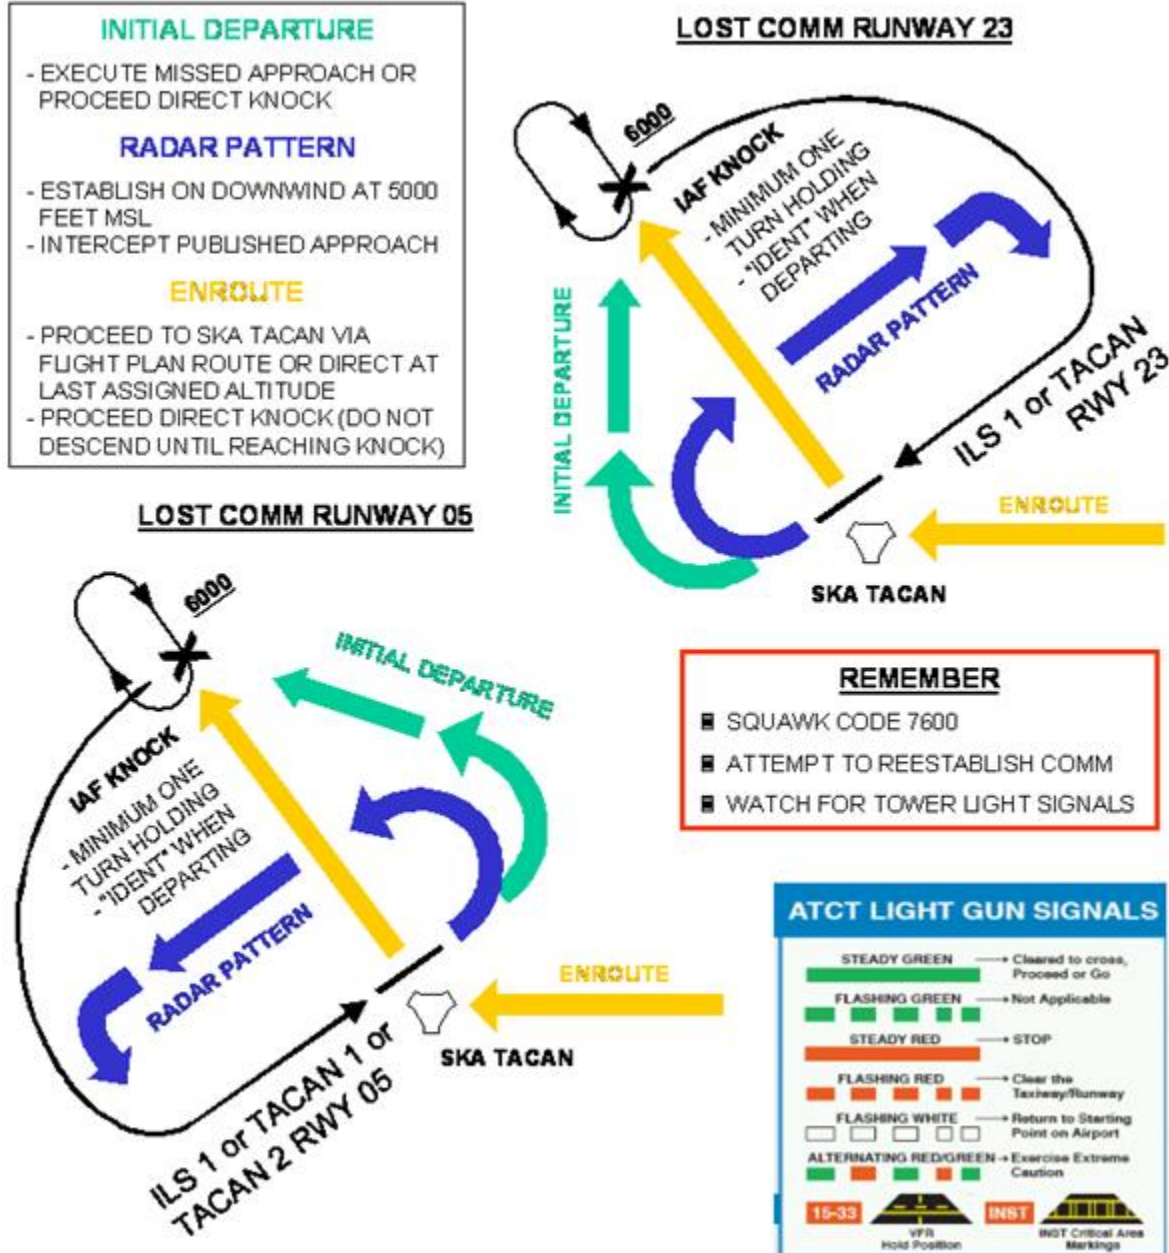 INITIAL DEPARTURE
- EXECUTE MISSED APPROACH OR
PROCEED DIRECT KNOCK
RADAR PATTERN
- ESTABLISH ON DOWNWIND AT 5000
FEET MSL
- INTERCEPT PUBLISHED APPROACH
ENROUTE
- PROCEED TO SKA TACAN VIA
FLIGHT PLAN ROUTE OR DIRECT AT
LAST ASSIGNED ALTITUDE
- PROCEED DIRECT KNOCK (DO NOT
DESCEND UNTIL REACHING KNOCK)
LOST COMM RUNWAY 23
6000
IAF KNOCK
- MINIMUM ONE
TURN HOLDING
- "IDENT" WHEN
DEPARTING
RADAR PATTERN
INITIAL DEPARTURE
ILS 1 or TACAN
RWY 23
ENROUTE
SKA TACAN
LOST COMM RUNWAY 05
6000
INITIAL DEPARTURE
IAF KNOCK
- MINIMUM ONE
TURN HOLDING
- "IDENT" WHEN
DEPARTING
RADAR PATTERN
ENROUTE
SKA TACAN
ILS 1 or TACAN 1 or
TACAN 2 RWY 05
REMEMBER
SQUAWK CODE 7600
ATTEMPT TO REESTABLISH COMM
WATCH FOR TOWER LIGHT SIGNALS
ATCT LIGHT GUN SIGNALS
STEADY GREEN → Cleared to cross,
Proceed or Go
FLASHING GREEN → Not Applicable
STEADY RED → STOP
FLASHING RED → Clear the
Taxiway/Runway
FLASHING WHITE → Return to Starting
Point on Airport
ALTERNATING RED/GREEN → Exercise Extreme
Caution
15-33
VFR
Hold Position
INST
INST Critical Area
Markings